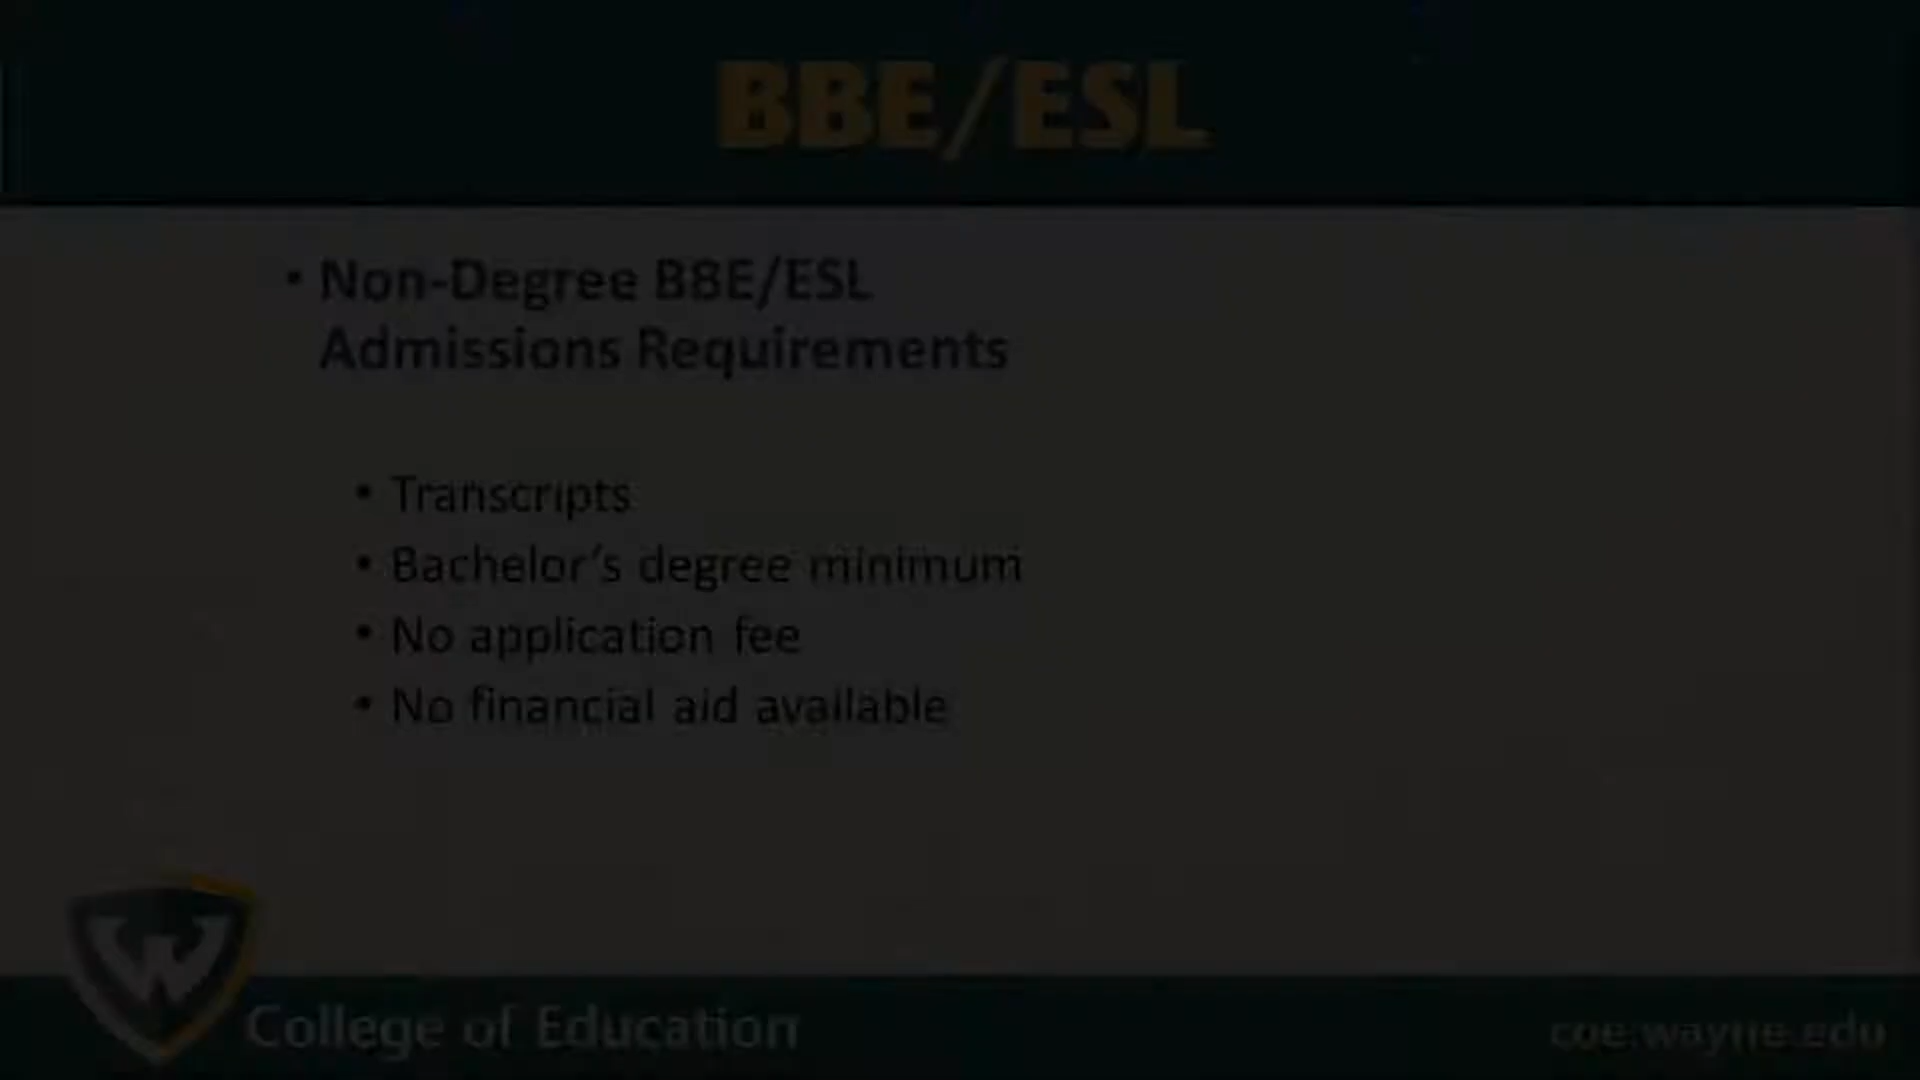 BBE/ESL
• Non-Degree BBE/ESL
Admissions Requirements
• Transcripts
• Bachelor's degree minimum
• No application fee
• No financial aid available
W
College of Education
coe.wayne.edu